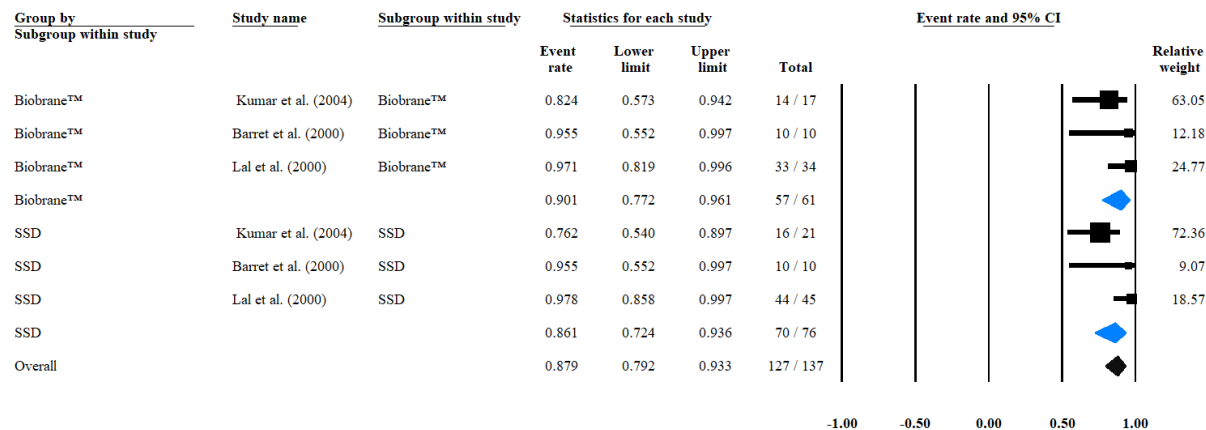 Group by Study name Subgroup within study Statistics for each study Event rate and 95% CI
Subgroup within study
Event Lower Upper Relative
rate limit limit Total weight
Biobrane™ Kumar et al. (2004) Biobrane™ 0.824 0.573 0.942 14 / 17 63.05
Biobrane™ Barret et al. (2000) Biobrane™ 0.955 0.552 0.997 10 / 10 12.18
Biobrane™ Lal et al. (2000) Biobrane™ 0.971 0.819 0.996 33 / 34 24.77
Biobrane™ 0.901 0.772 0.961 57 / 61
SSD Kumar et al. (2004) SSD 0.762 0.540 0.897 16 / 21 72.36
SSD Barret et al. (2000) SSD 0.955 0.552 0.997 10 / 10 9.07
SSD Lal et al. (2000) SSD 0.978 0.858 0.997 44 / 45 18.57
SSD 0.861 0.724 0.936 70 / 76
Overall 0.879 0.792 0.933 127 / 137
-1.00 -0.50 0.00 0.50 1.00